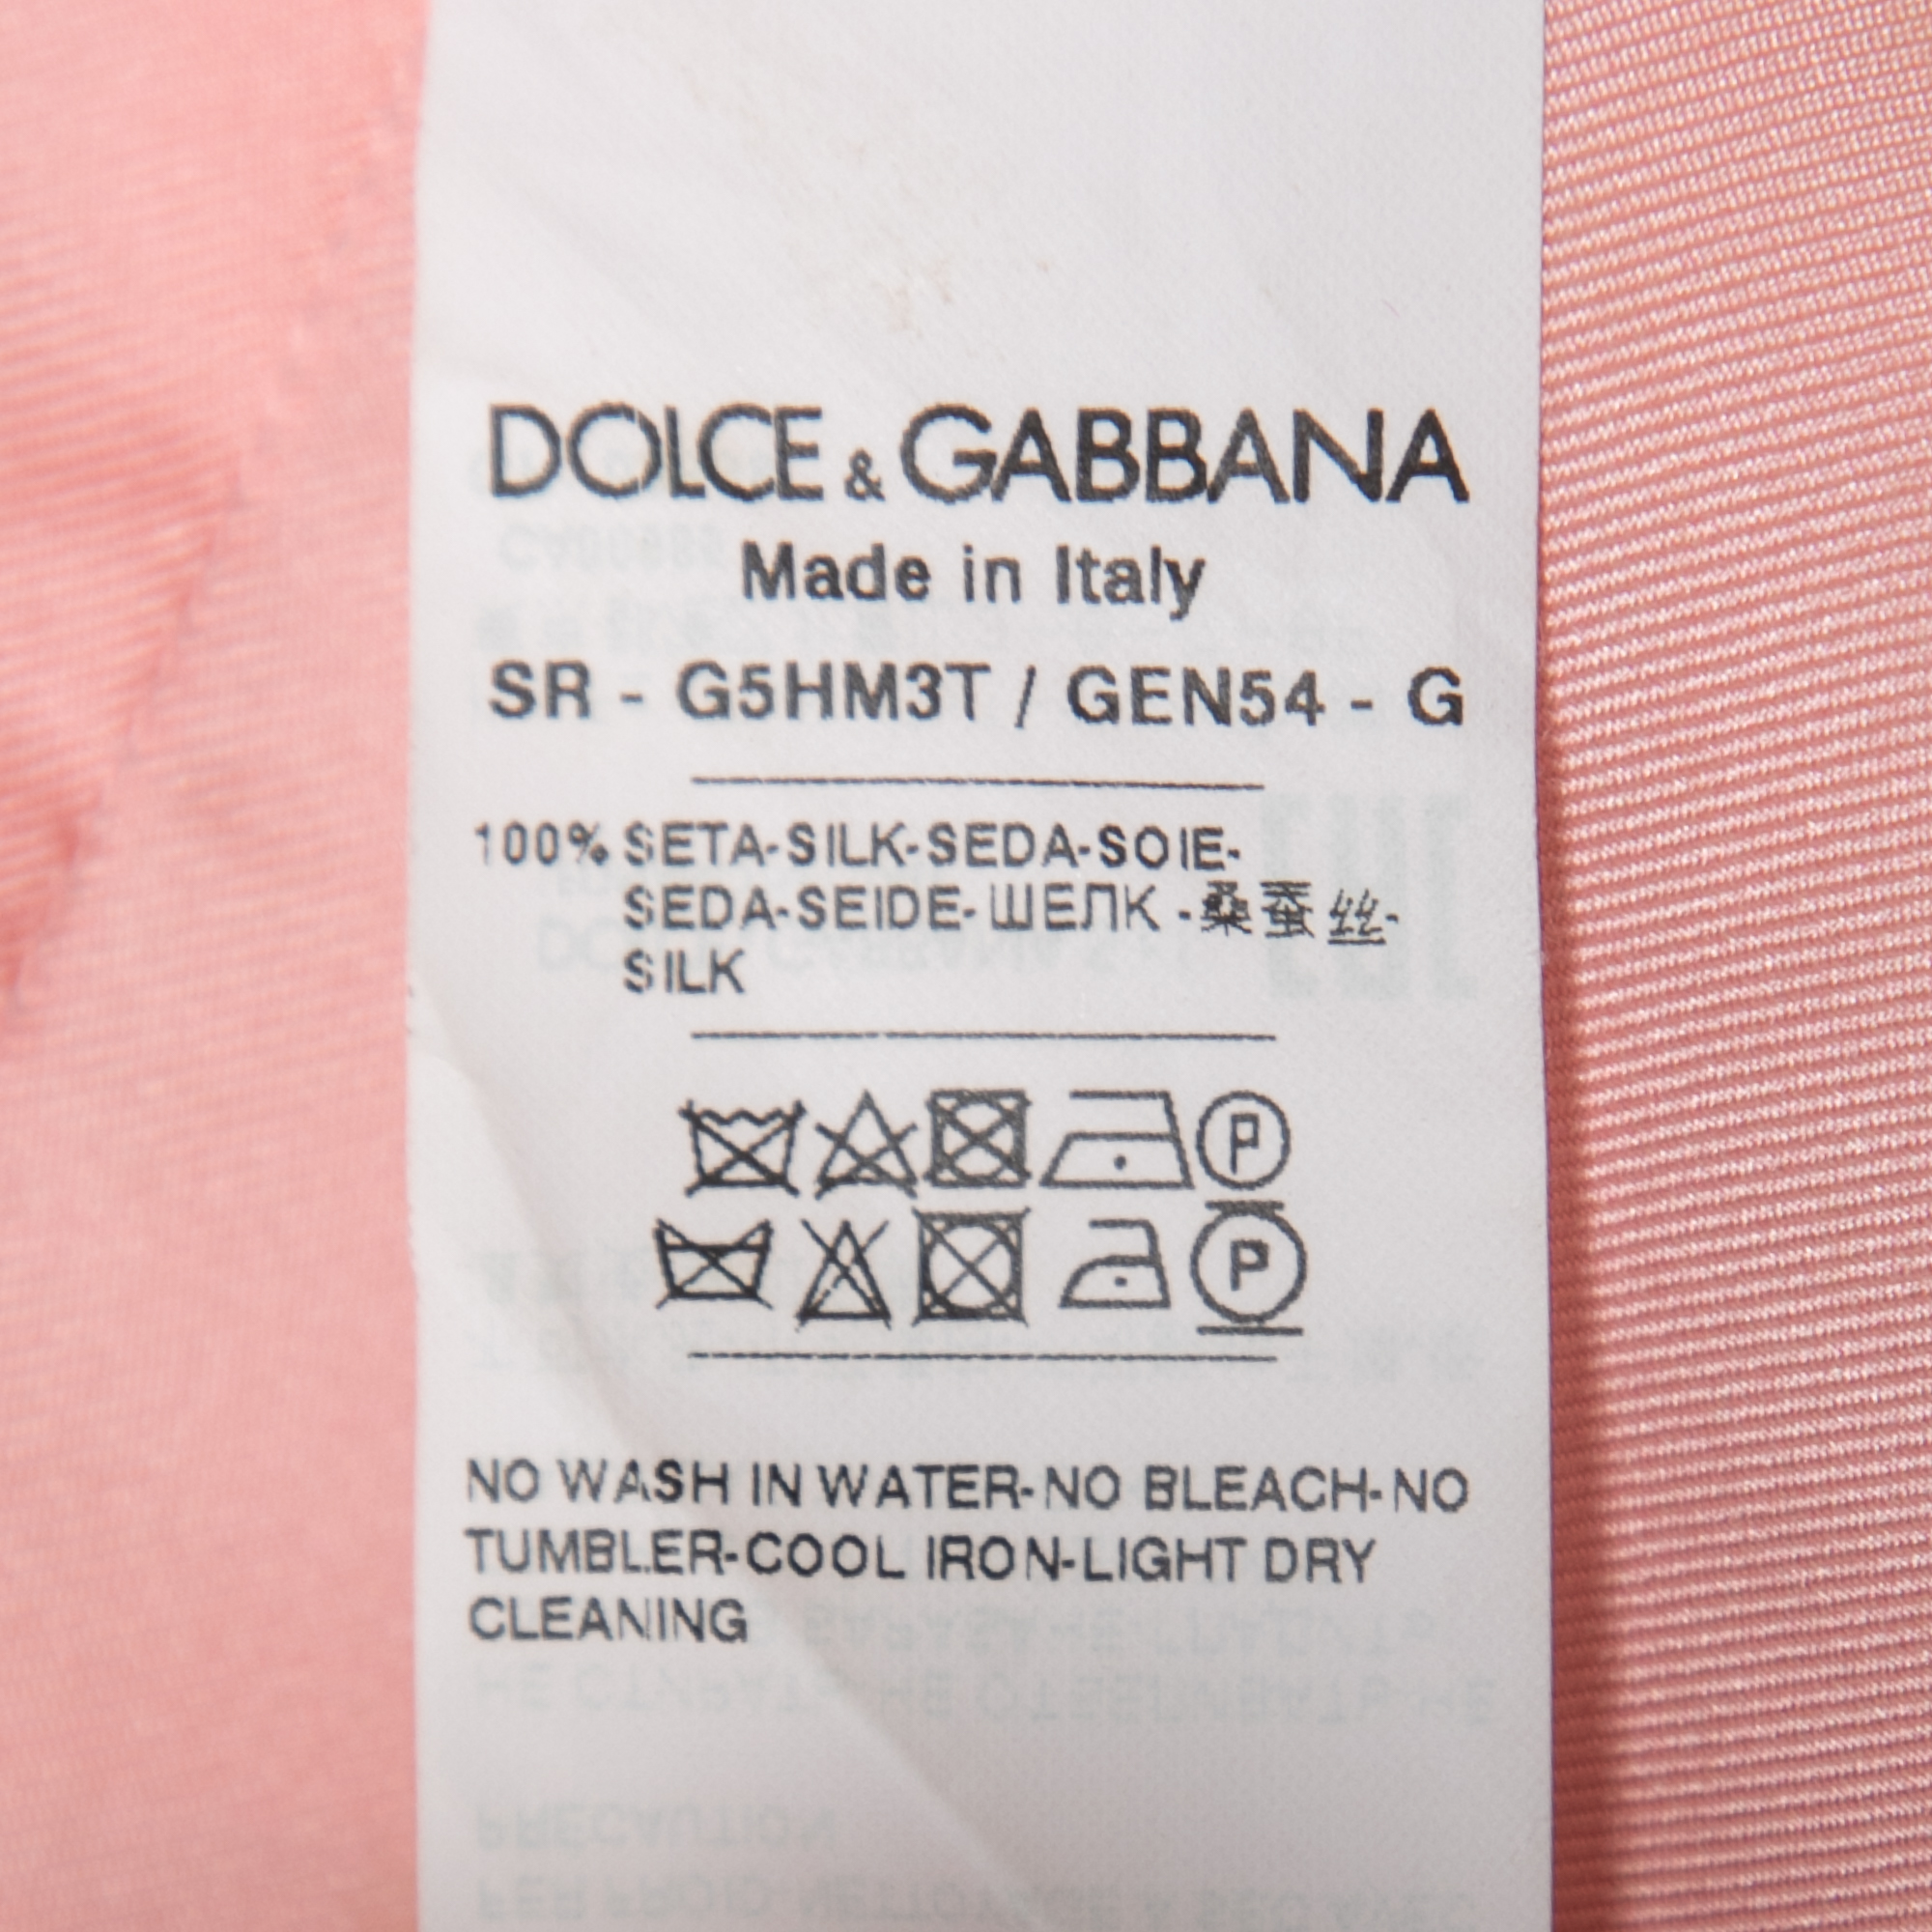 DOLCE & GABBANA
Made in Italy
SR - G5HM3T / GEN54 - G
100% SETA-SILK-SEDA-SOIE-
SEDA-SEIDE-ШЕЛК -桑蚕丝-
SILK
P
P
NO WASH IN WATER-NO BLEACH-NO
TUMBLER-COOL IRON-LIGHT DRY
CLEANING